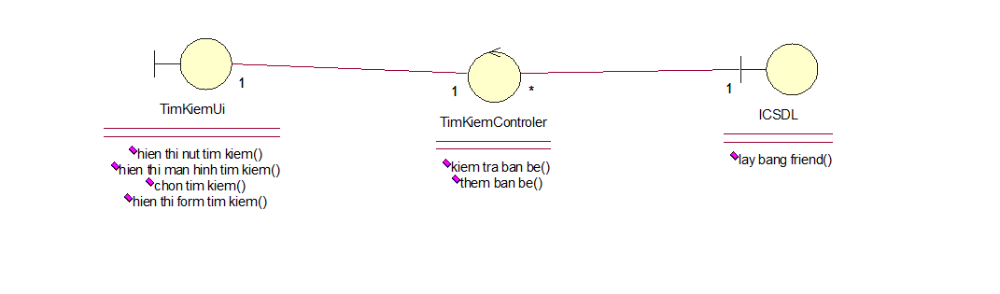 1
1
*
1
TimKiemUi
hien thi nut tim kiem()
hien thi man hinh tim kiem()
chon tim kiem()
hien thi form tim kiem()
TimKiemControler
kiem tra ban be()
them ban be()
ICSDL
lay bang friend()